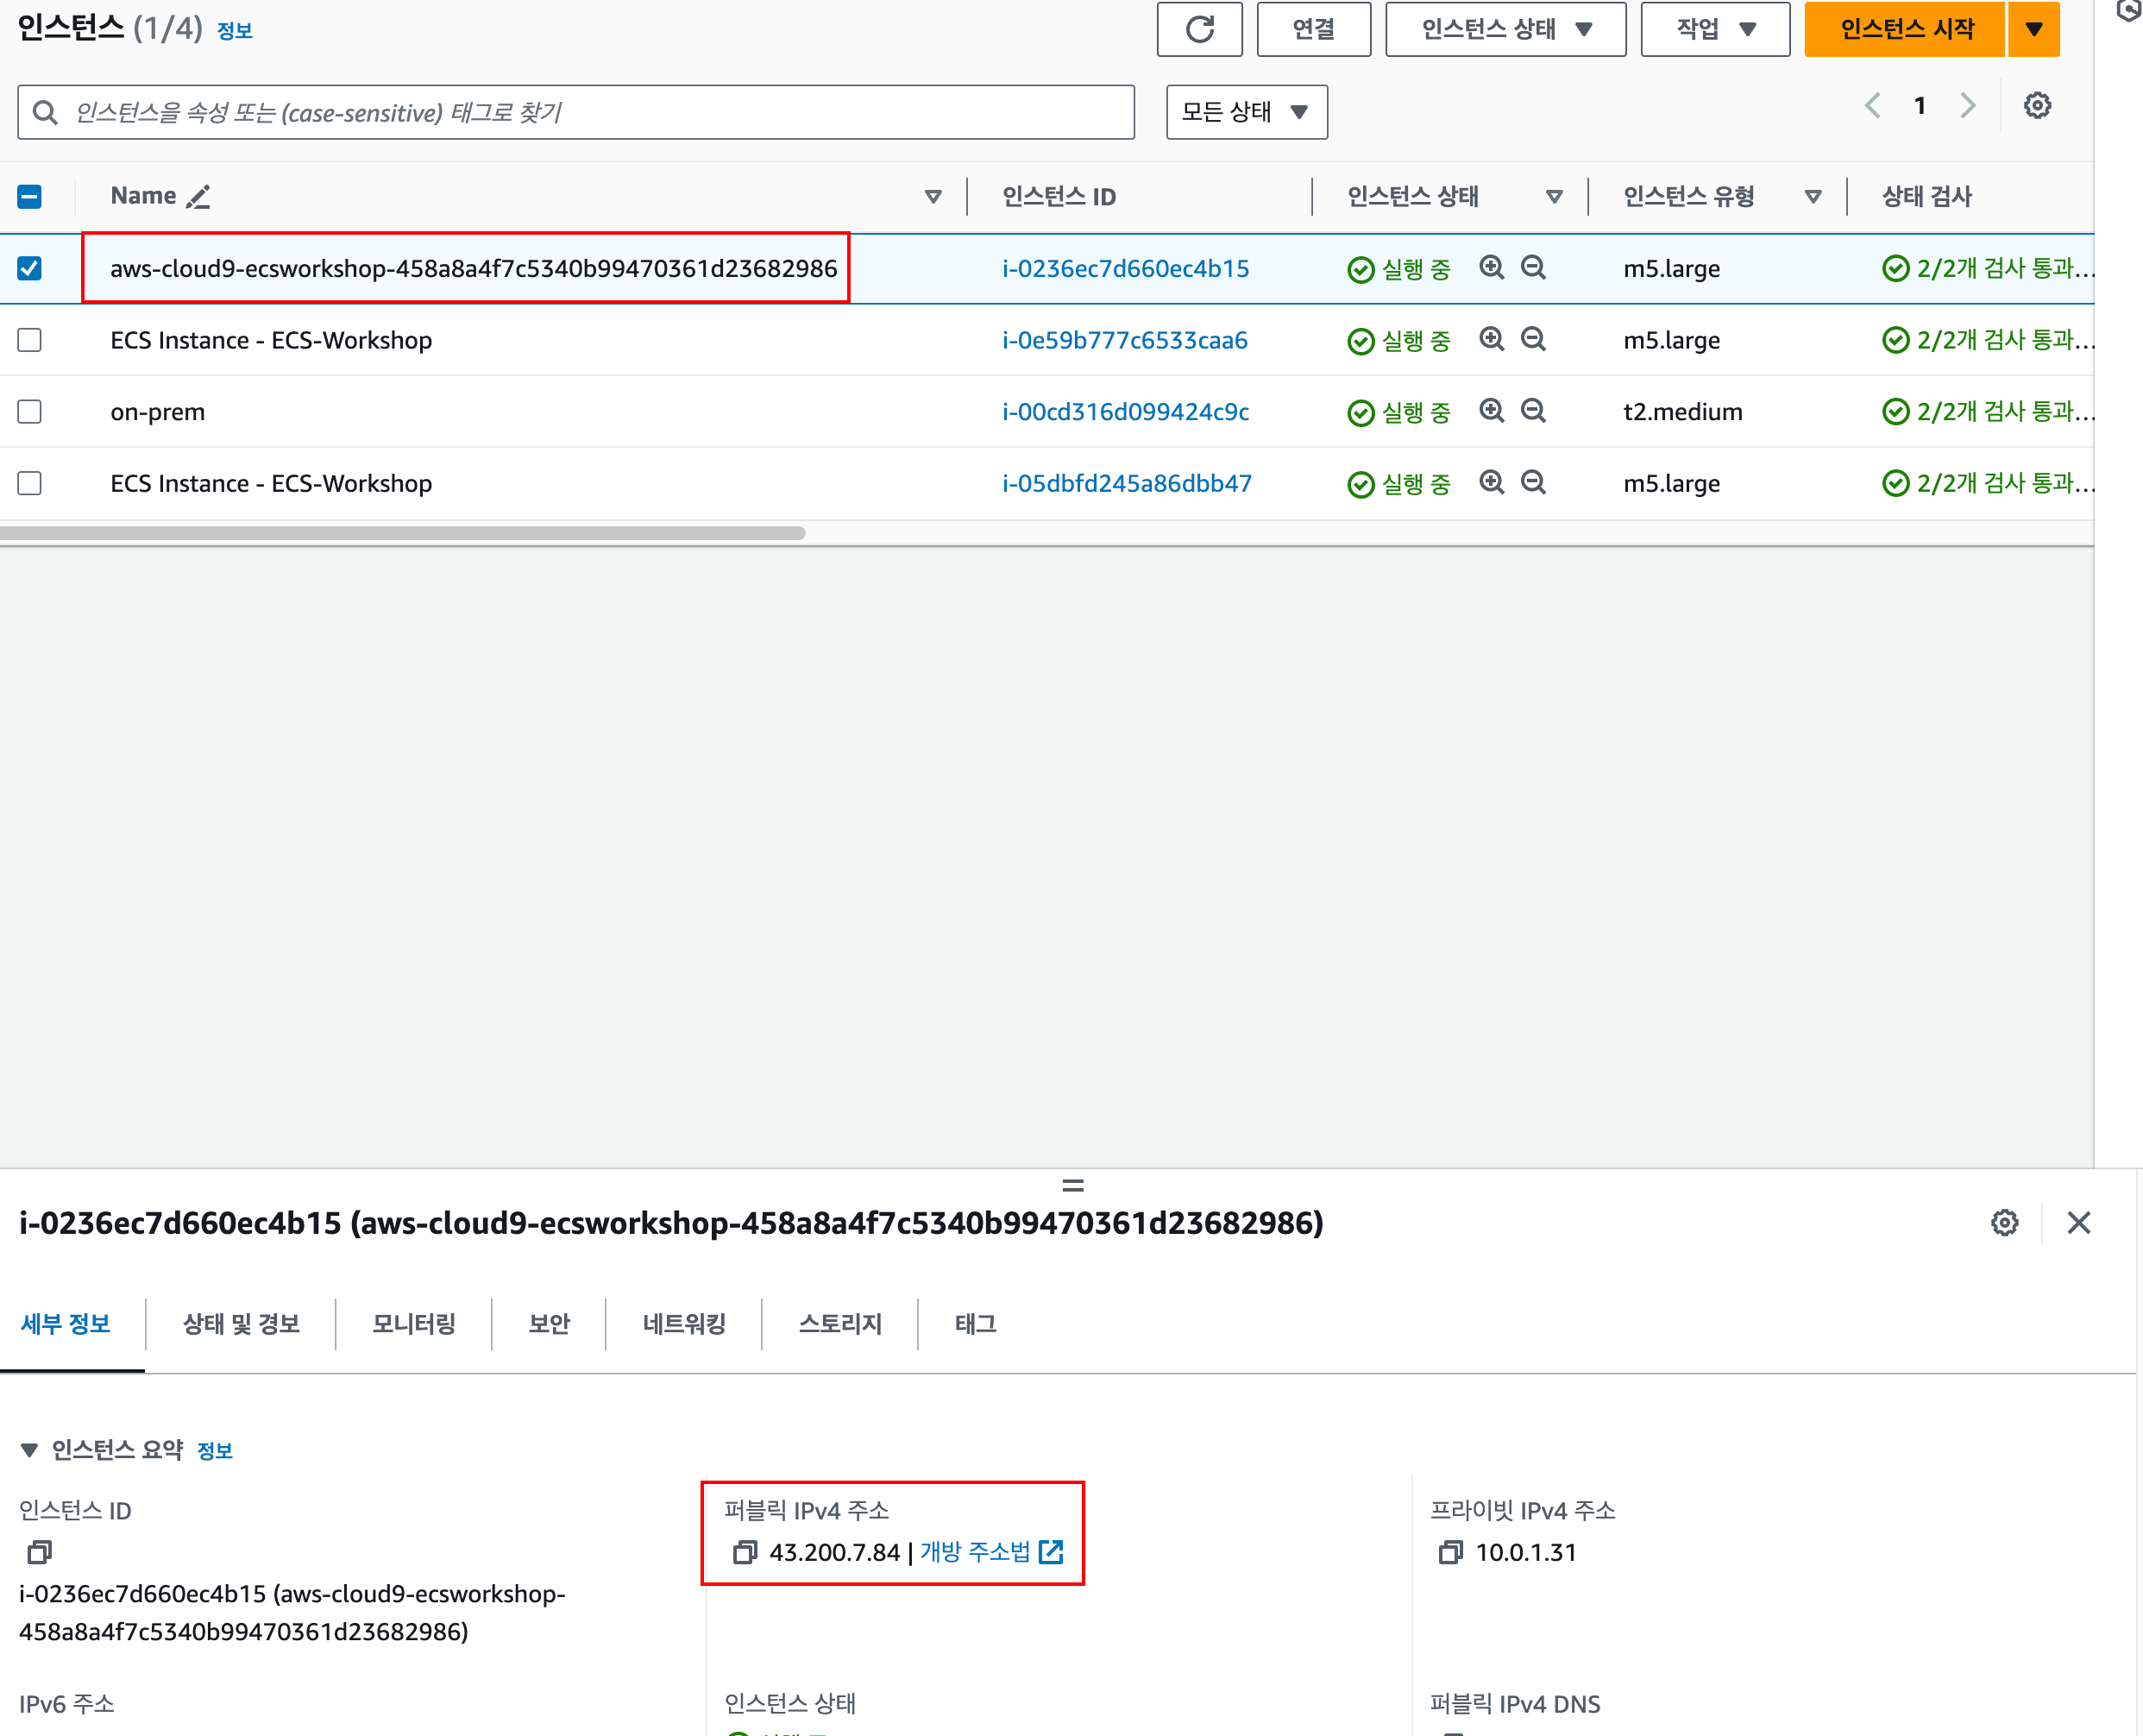 인스턴스 (1/4) 정보
연결
인스턴스 상태
작업
인스턴스 시작
인스턴스을 속성 또는 (case-sensitive) 태그로 찾기
모든 상태
1
Name 인스턴스 ID 인스턴스 상태 인스턴스 유형 상태 검사
aws-cloud9-ecsworkshop-458a8a4f7c5340b99470361d23682986 i-0236ec7d660ec4b15 실행 중 m5.large 2/2개 검사 통과...
ECS Instance - ECS-Workshop i-0e59b777c6533caa6 실행 중 m5.large 2/2개 검사 통과...
on-prem i-00cd316d099424c9c 실행 중 t2.medium 2/2개 검사 통과...
ECS Instance - ECS-Workshop i-05dbfd245a86dbb47 실행 중 m5.large 2/2개 검사 통과...
i-0236ec7d660ec4b15 (aws-cloud9-ecsworkshop-458a8a4f7c5340b99470361d23682986)
세부 정보 상태 및 경보 모니터링 보안 네트워킹 스토리지 태그
인스턴스 요약 정보
인스턴스 ID
i-0236ec7d660ec4b15 (aws-cloud9-ecsworkshop-
458a8a4f7c5340b99470361d23682986)
퍼블릭 IPv4 주소
43.200.7.84 | 개방 주소법
프라이빗 IPv4 주소
10.0.1.31
IPv6 주소
인스턴스 상태
퍼블릭 IPv4 DNS